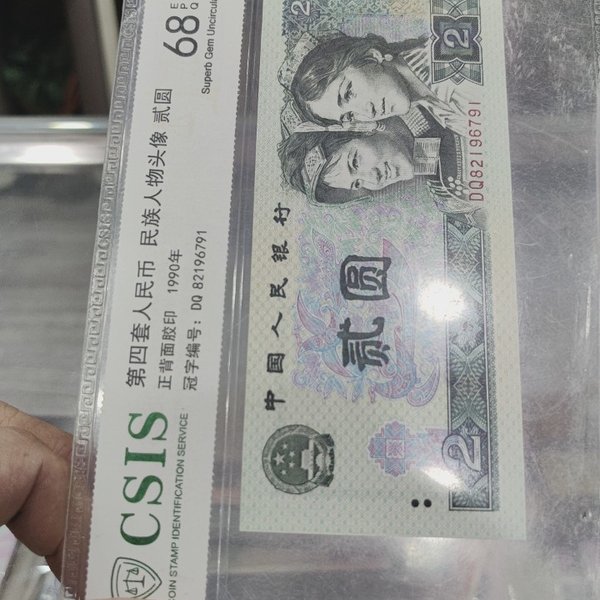 CSIS
COIN STAMP IDENTIFICATION SERVICE
第四套人民币 民族人物头像 贰圆
正背面胶印 1990年
冠字编号: DQ 82196791
68
Superb Gem Uncircul
中国人民银行
贰圆
2
2
2
DQ82196791